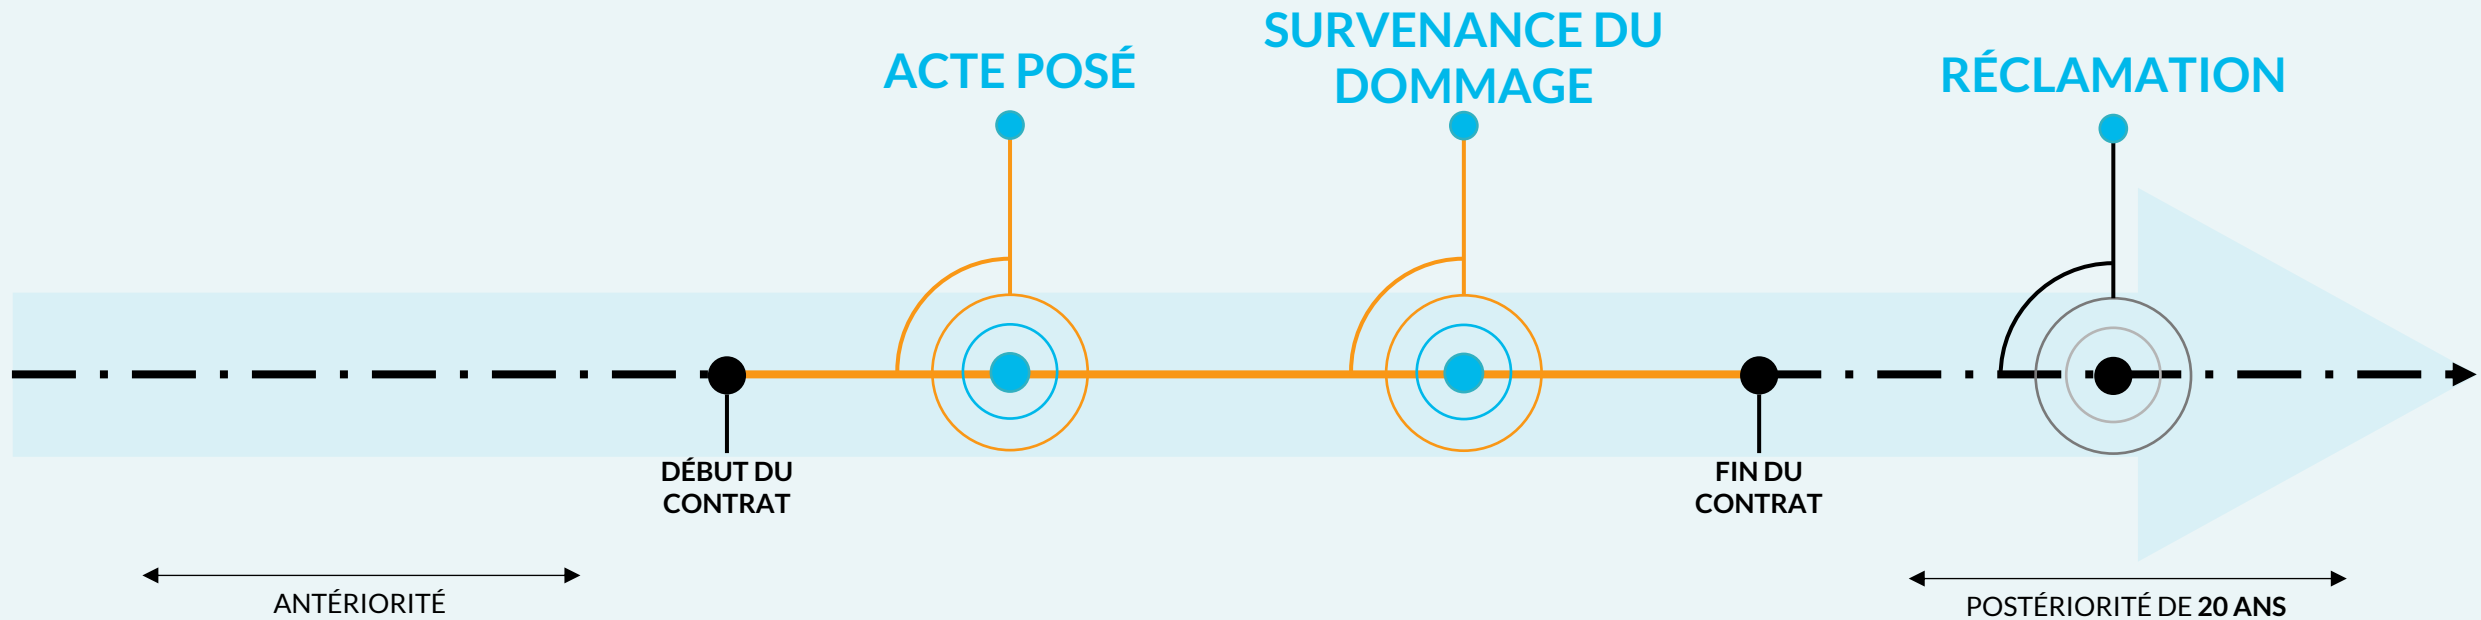 ACTE POSÉ
SURVENANCE DU
DOMMAGE
RÉCLAMATION
DÉBUT DU
CONTRAT
FIN DU
CONTRAT
ANTÉRIORITÉ
POSTÉRIORITÉ DE 20 ANS